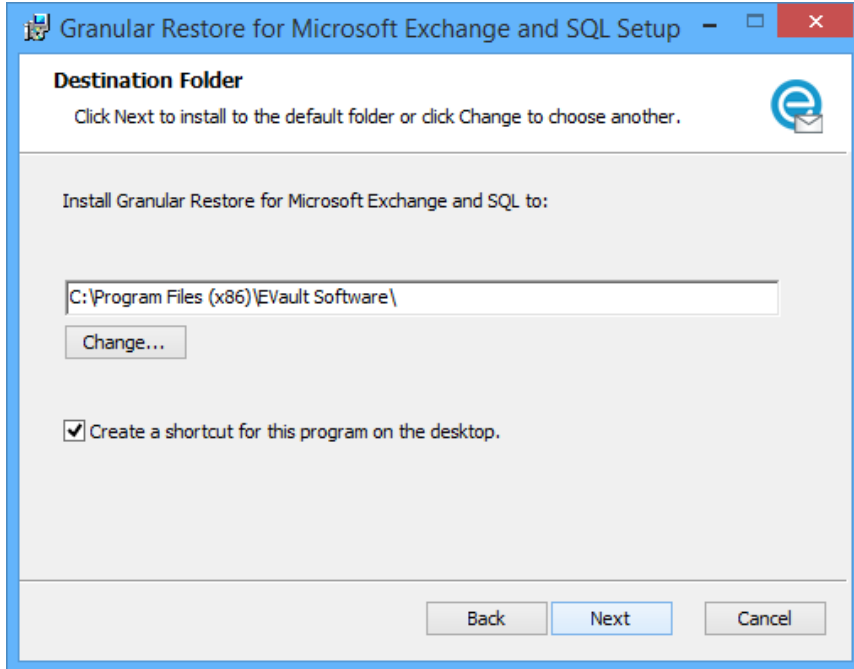 Granular Restore for Microsoft Exchange and SQL Setup
Destination Folder
Click Next to install to the default folder or click Change to choose another.
Install Granular Restore for Microsoft Exchange and SQL to:
C:\Program Files (x86)\EVault Software\
Change...
Create a shortcut for this program on the desktop.
Back Next Cancel